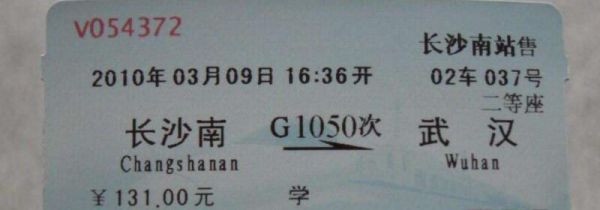 V054372
长沙南站售
2010年03月09日 16:36开 02车 037号
二等座
长沙南 G1050次 武汉
Changshanan Wuhan
￥131.00元 学